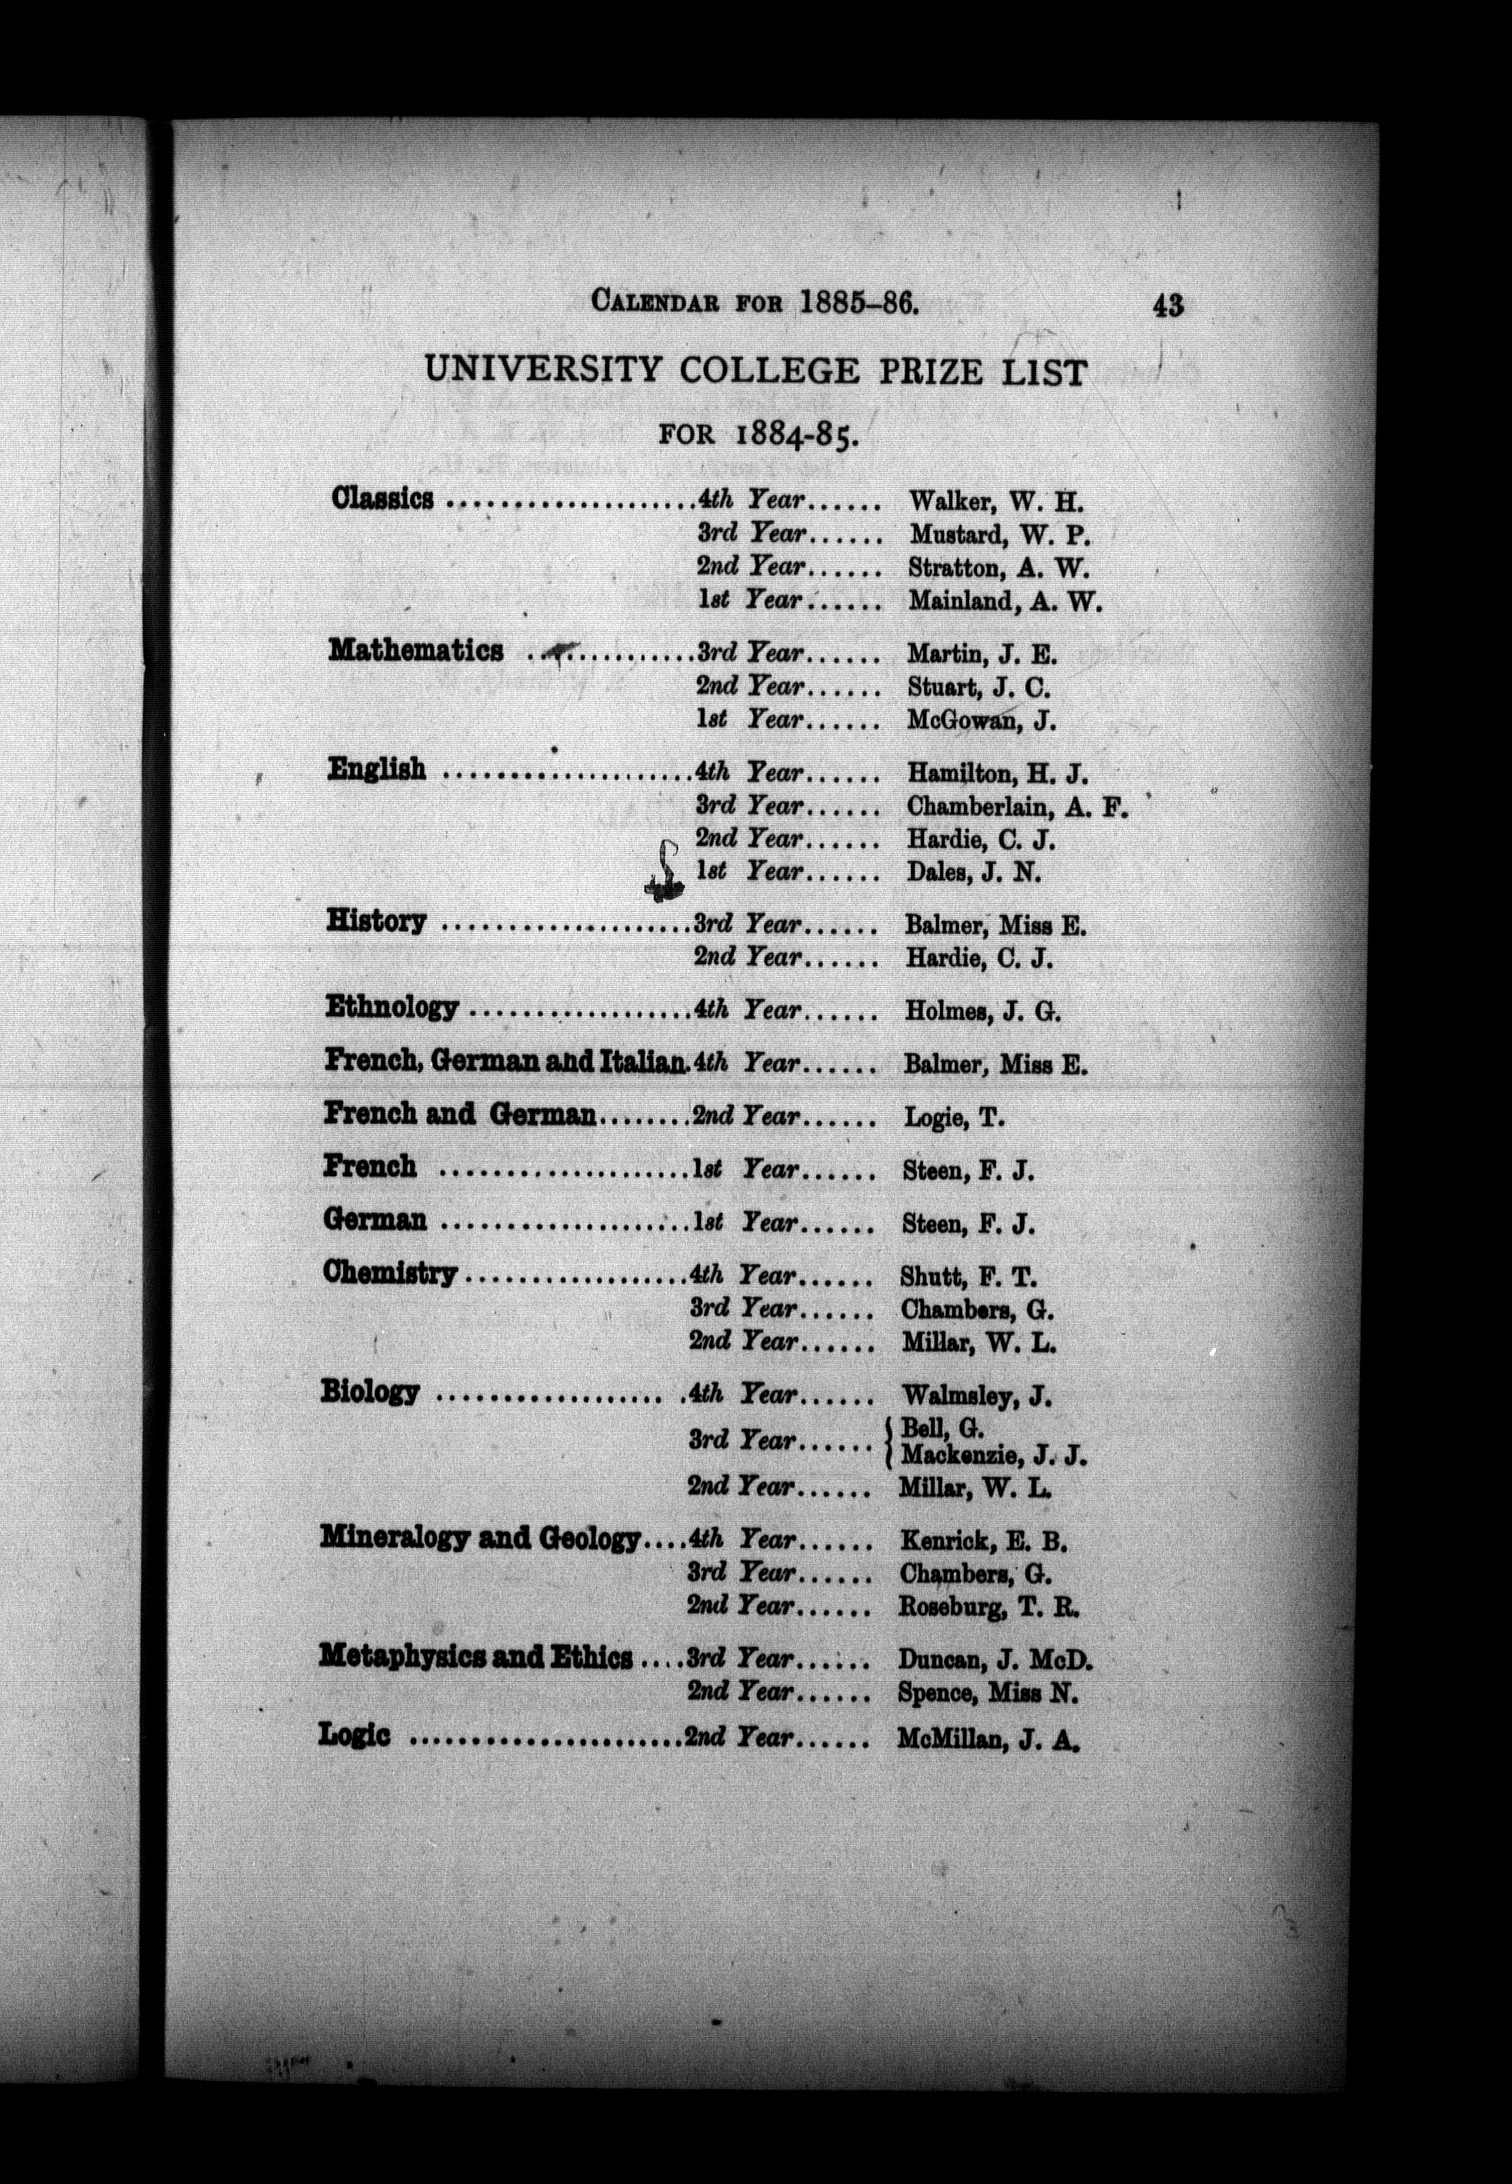 CALENDAR FOR 1885–86. 43
UNIVERSITY COLLEGE PRIZE LIST
FOR 1884-85.
Classics ....................4th Year...... Walker, W. H.
3rd Year...... Mustard, W. P.
2nd Year...... Stratton, A. W.
1st Year...... Mainland, A. W.
Mathematics .............3rd Year...... Martin, J. E.
2nd Year...... Stuart, J. C.
1st Year...... McGowan, J.
English ....................4th Year...... Hamilton, H. J.
3rd Year...... Chamberlain, A. F.
2nd Year...... Hardie, C. J.
1st Year...... Dales, J. N.
History ....................3rd Year...... Balmer, Miss E.
2nd Year...... Hardie, C. J.
Ethnology ..................4th Year...... Holmes, J. G.
French, German and Italian.4th Year...... Balmer, Miss E.
French and German........2nd Year...... Logie, T.
French ....................1st Year...... Steen, F. J.
German ....................1st Year...... Steen, F. J.
Chemistry..................4th Year...... Shutt, F. T.
3rd Year...... Chambers, G.
2nd Year...... Millar, W. L.
Biology .................. .4th Year...... Walmsley, J.
3rd Year...... { Bell, G.
Mackenzie, J. J.
2nd Year...... Millar, W. L.
Mineralogy and Geology....4th Year...... Kenrick, E. B.
3rd Year...... Chambers, G.
2nd Year...... Roseburg, T. R.
Metaphysics and Ethics ....3rd Year...... Duncan, J. McD.
2nd Year...... Spence, Miss N.
Logic ......................2nd Year...... McMillan, J. A.